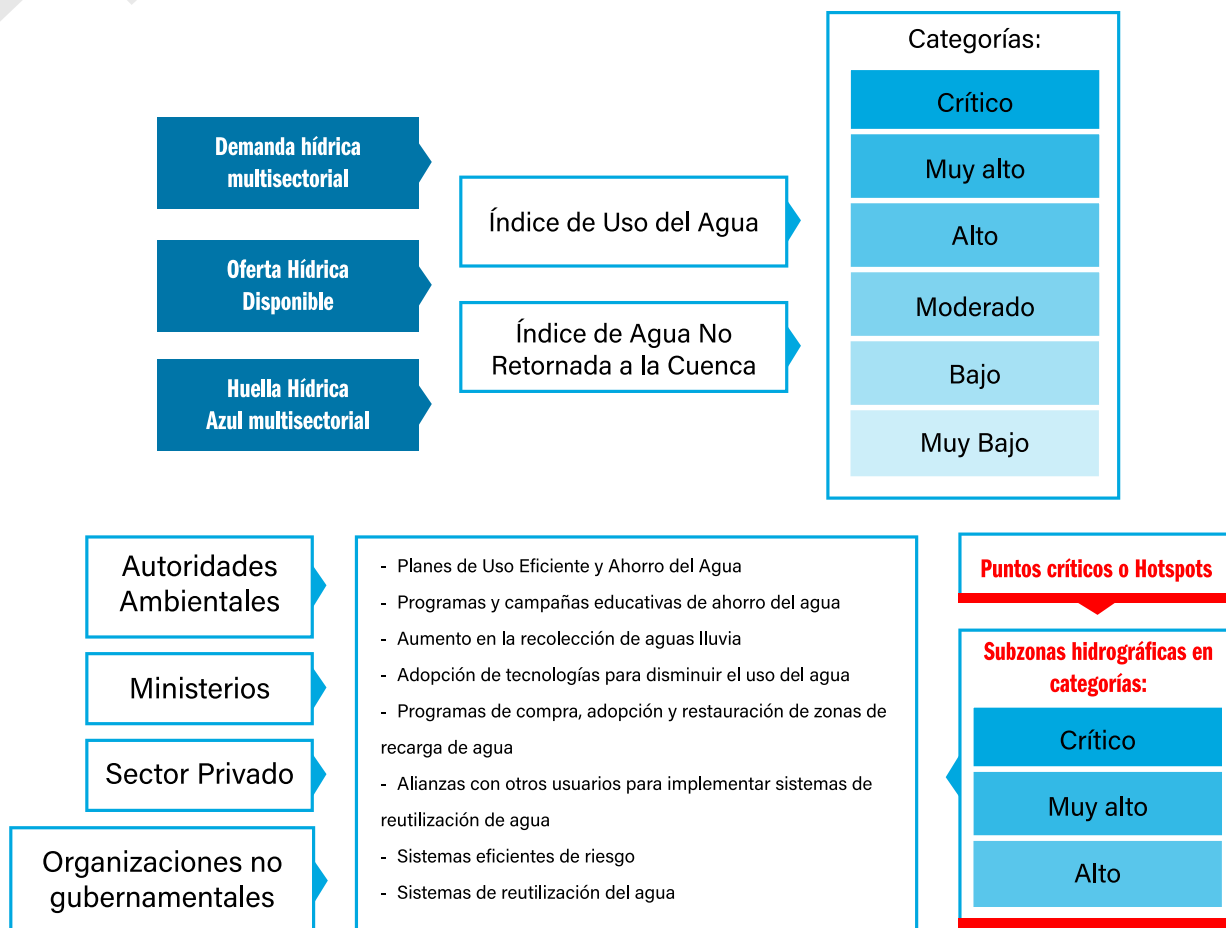 Demanda hídrica
multisectorial
Oferta Hídrica
Disponible
Huella Hídrica
Azul multisectorial
Índice de Uso del Agua
Índice de Agua No
Retornada a la Cuenca
Categorías:
Crítico
Muy alto
Alto
Moderado
Bajo
Muy Bajo
Autoridades
Ambientales
Ministerios
Sector Privado
Organizaciones no
gubernamentales
- Planes de Uso Eficiente y Ahorro del Agua
- Programas y campañas educativas de ahorro del agua
- Aumento en la recolección de aguas lluvia
- Adopción de tecnologías para disminuir el uso del agua
- Programas de compra, adopción y restauración de zonas de
recarga de agua
- Alianzas con otros usuarios para implementar sistemas de
reutilización de agua
- Sistemas eficientes de riesgo
- Sistemas de reutilización del agua
Puntos críticos o Hotspots
Subzonas hidrográficas en
categorías:
Crítico
Muy alto
Alto